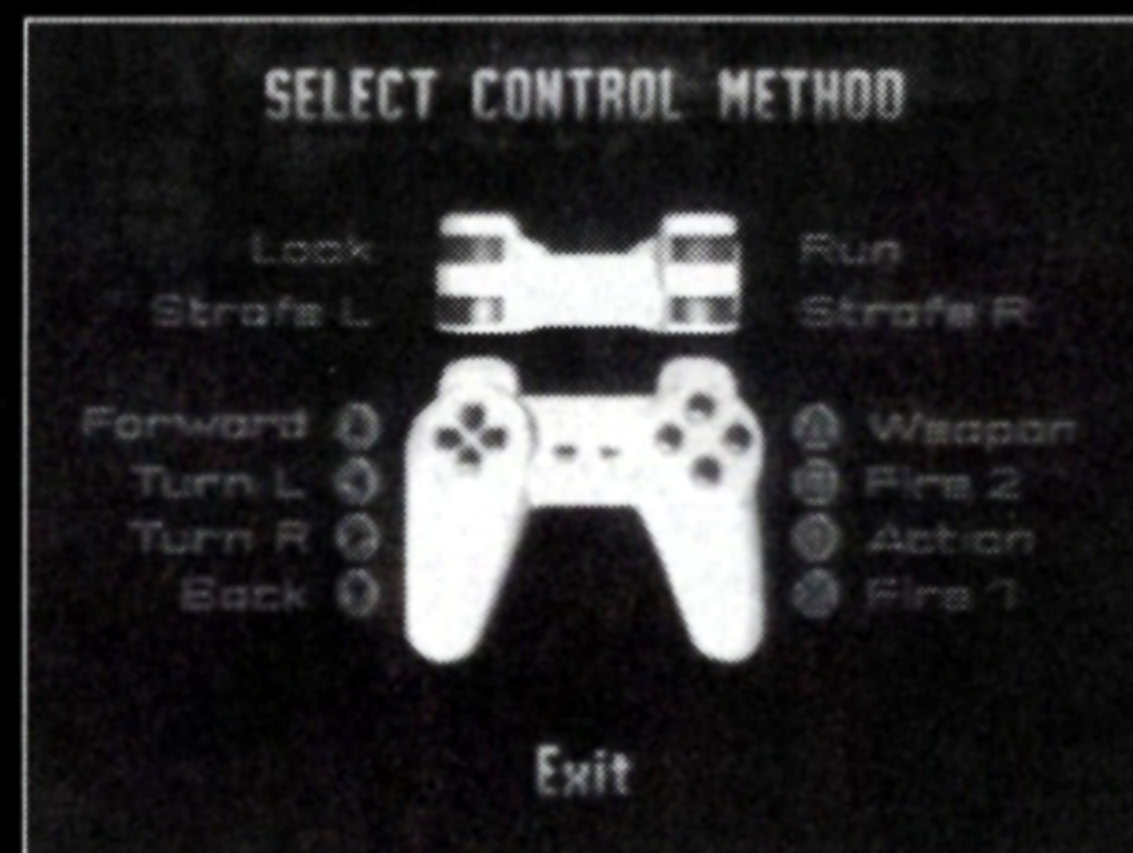 SELECT CONTROL METHOD
Look Run
Strafe L Strafe R
Forward Weapon
Turn L Fire 2
Turn R Action
Back Fire 1
Exit